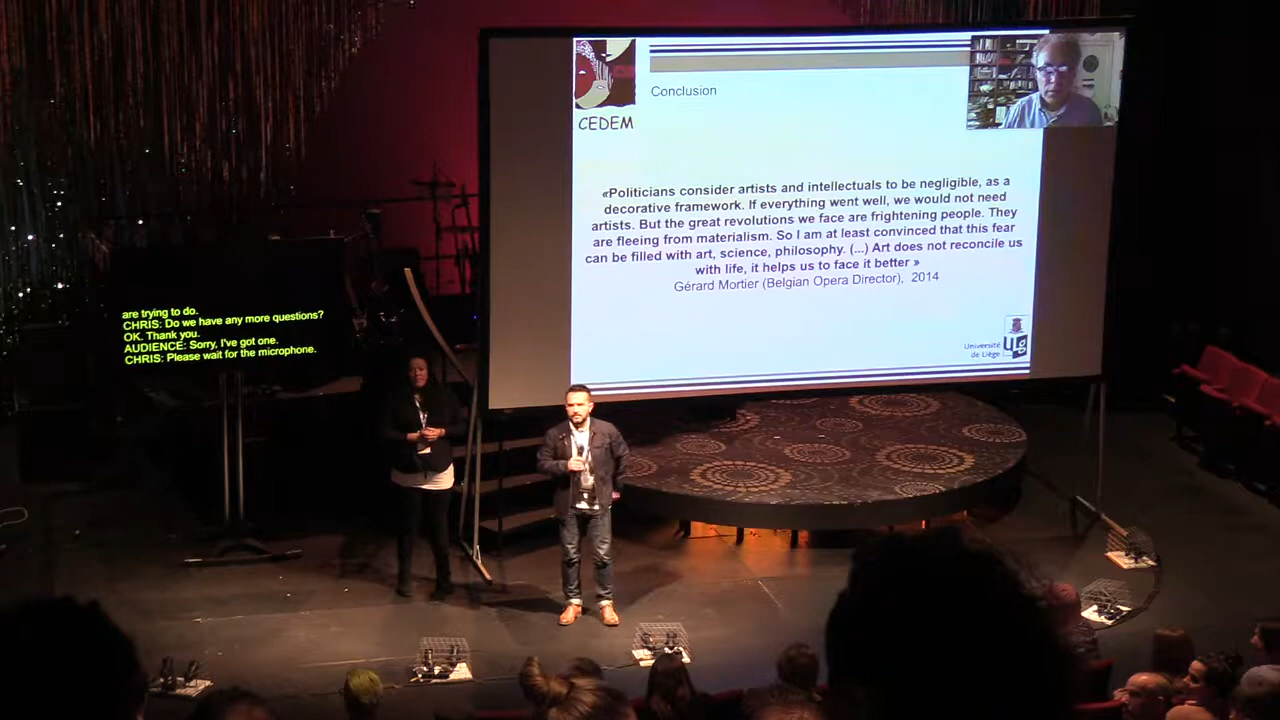 Conclusion
CEDEM
«Politicians consider artists and intellectuals to be negligible, as a
decorative framework. If everything went well, we would not need
artists. But the great revolutions we face are frightening people. They
are fleeing from materialism. So I am at least convinced that this fear
can be filled with art, science, philosophy. (...) Art does not reconcile us
with life, it helps us to face it better »
Gérard Mortier (Belgian Opera Director), 2014
Université
de Liège
are trying to do.
CHRIS: Do we have any more questions?
OK. Thank you.
AUDIENCE: Sorry, I've got one.
CHRIS: Please wait for the microphone.